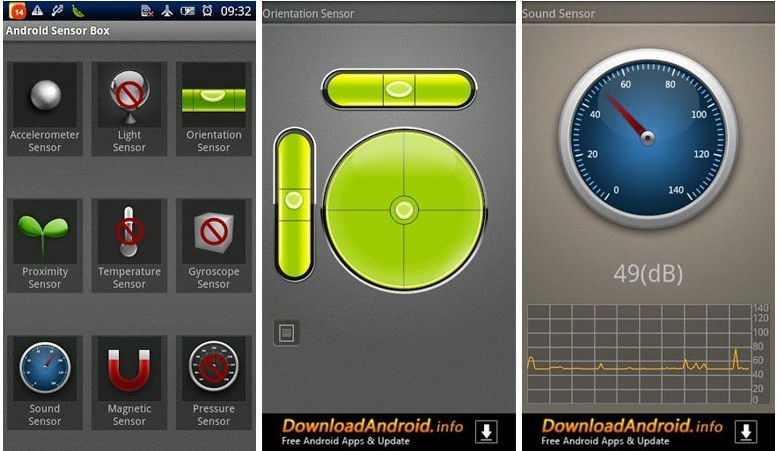 14
09:32
Android Sensor Box
Accelerometer
Sensor
Light
Sensor
Orientation
Sensor
Proximity
Sensor
Temperature
Sensor
Gyroscope
Sensor
Sound
Sensor
Magnetic
Sensor
Pressure
Sensor
Orientation Sensor
DownloadAndroid.info
Free Android Apps & Update
Sound Sensor
0
20
40
60
80
100
120
140
49(dB)
140
120
100
80
60
40
20
0
DownloadAndroid.info
Free Android Apps & Update